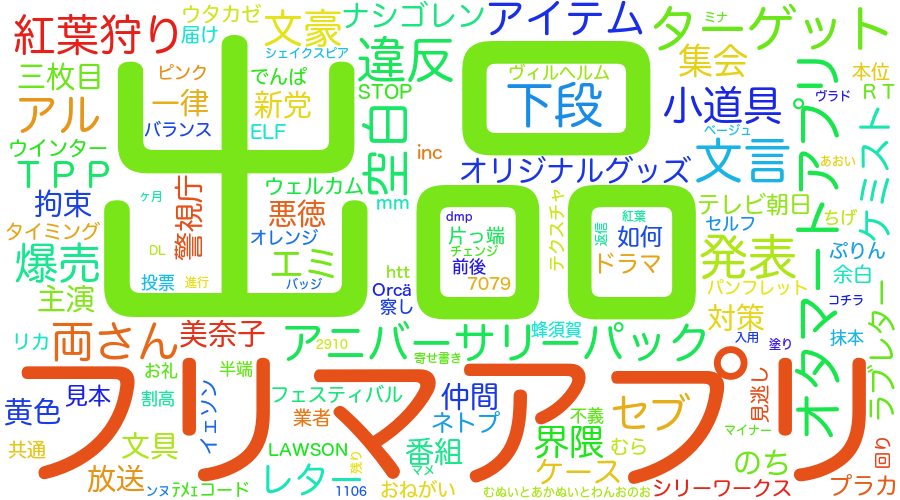 紅葉狩り
ウタカゼ
届け
文豪
シェイクスピア
ナシゴレン
アイテム
ターゲット
ミナ
三枚目
ピンク
でんぱ
違反
STOP
ヴィルヘルム
集会
本位
ＲＴ
ヴラド
アル
一律
新党
バランス
ELF
出品
空白
下段
小道具
ベージュ
文言
オタマートアプリ
ケミスト
あおい
ウインター
ＴＰＰ
inc
オリジナルグッズ
拘束
ヶ月
警視庁
ウェルカム
悪徳
mm
dmp
テクスチャ
紅葉
返信
テレビ朝日
セルフ
ちげ
タイミング
オレンジ
片っ端
チェンジ
如何
爆売
DL
エミ
前後
ドラマ
発表
ぷりん
余白
投票
進行
バッジ
htt
7079
パンフレット
主演
Orcä
察し
コチラ
リカ
両さん
美奈子
アニバーサリーパック
2910
寄せ書き
蜂須賀
対策
入用
塗り
抹本
ラブレター
フリマアプリ
お礼
半端
黄色
見本
割高
イェソン
フェスティバル
仲間
業者
ネトプ
不義
セブ
見逃し
マイナー
共通
文具
LAWSON
番組
界隈
むら
のち
回り
放送
レター
残り
マメ
ケース
ンヌ
ﾃﾒｪコード
1106
おねがい
むぬいとあかぬいとわんおのお
シリーワークス
プラカ